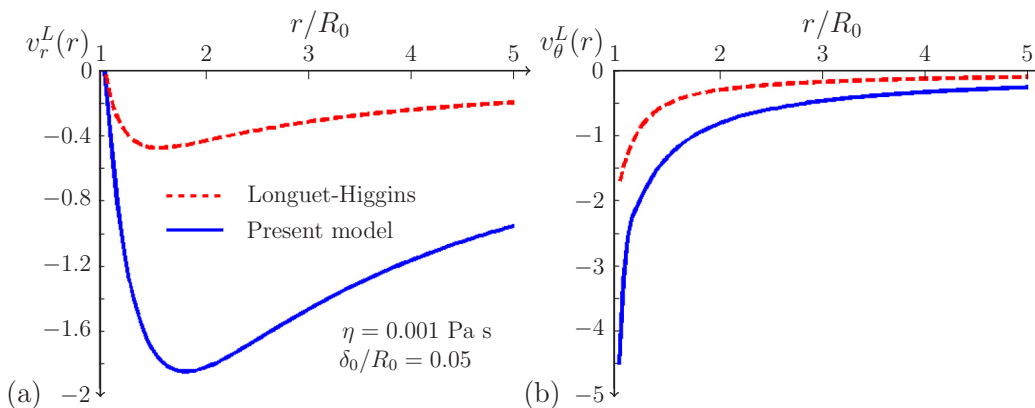 r/R₀
v_r^L(r)
1 2 3 4 5
0
−0.4
−0.8
−1.2
−1.6
−2
Longuet-Higgins
Present model
η = 0.001 Pa s
δ₀/R₀ = 0.05
(a)
r/R₀
v_θ^L(r)
1 2 3 4 5
0
−1
−2
−3
−4
−5
(b)